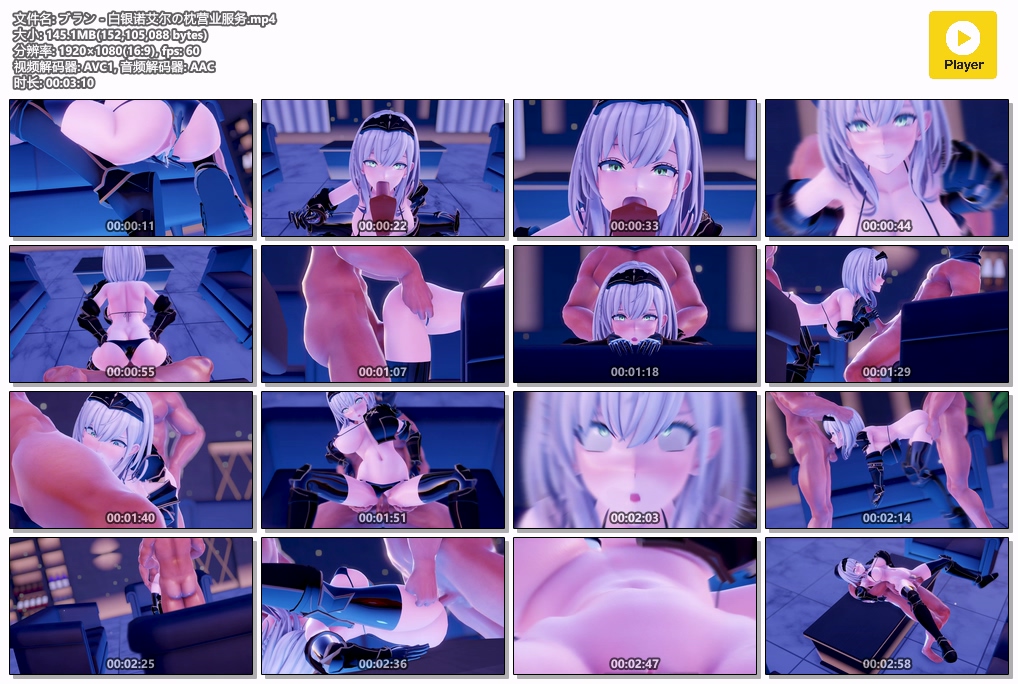 文件名: ブラン - 白银诺艾尔の枕营业服务.mp4
大小: 145.1MB(152,105,088 bytes)
分辨率: 1920×1080(16:9), fps: 60
视频解码器: AVC1, 音频解码器: AAC
时长: 00:03:10
Player
00:00:11
00:00:22
00:00:33
00:00:44
00:00:55
00:01:07
00:01:18
00:01:29
00:01:40
00:01:51
00:02:03
00:02:14
00:02:25
00:02:36
00:02:47
00:02:58